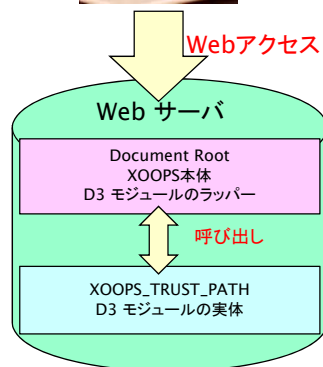 Webアクセス
Web サーバ
Document Root
XOOPS本体
D3 モジュールのラッパー
呼び出し
XOOPS_TRUST_PATH
D3 モジュールの実体